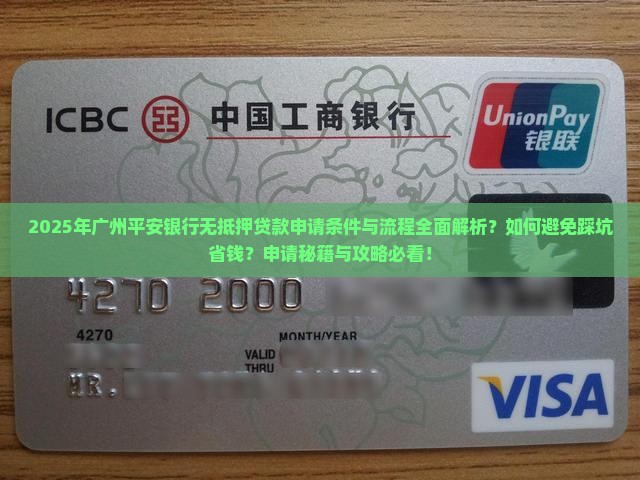 ICBC 中国工商银行
UnionPay
银联
2025年广州平安银行无抵押贷款申请条件与流程全面解析？如何避免踩坑
省钱？申请秘籍与攻略必看！
4270 2000
4270
MONTH/YEAR
VALID
THRU
MR.
VISA